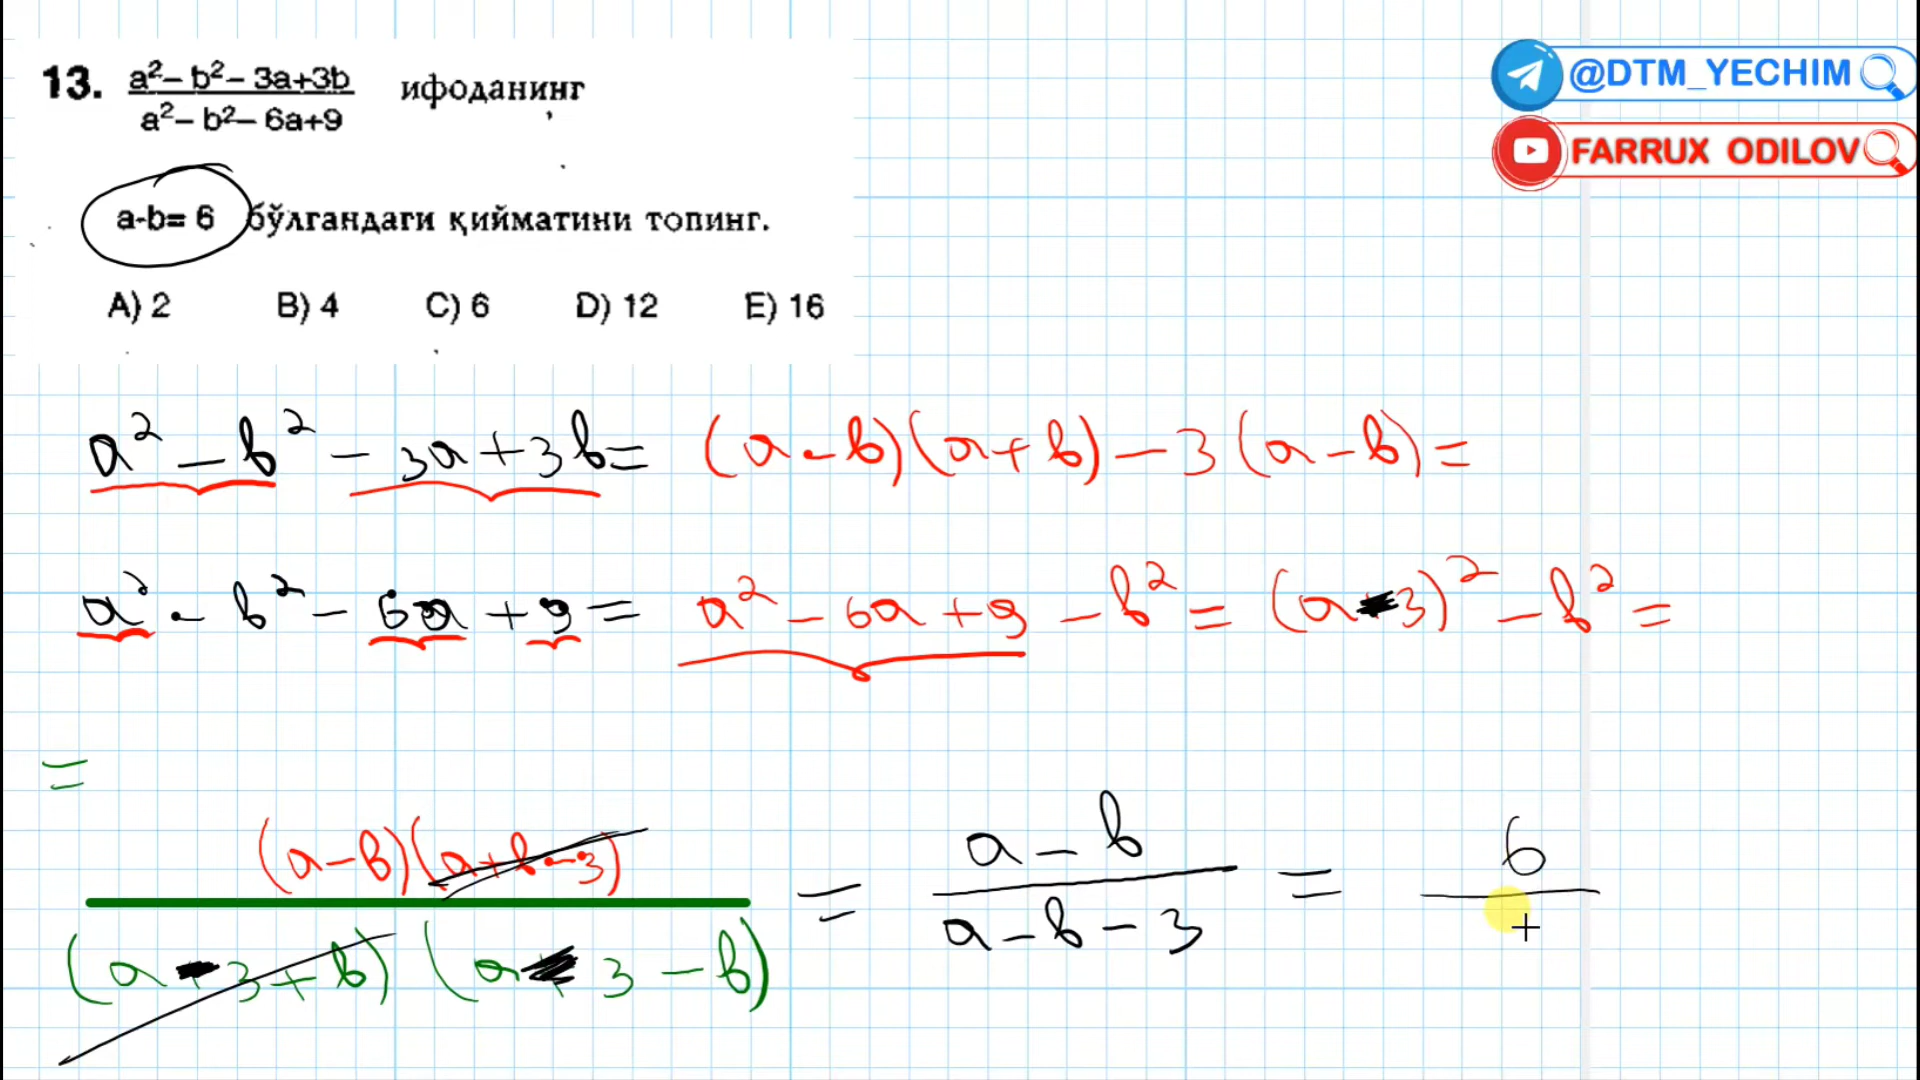 @DTM_YECHIM
FARRUX ODILOV
13. a²– b²– 3a+3b / a²– b²– 6a+9 ифоданинг
a-b= 6 бўлгандаги қийматини топинг.
A) 2 B) 4 C) 6 D) 12 E) 16
a² – b² – 3a + 3b = (a - b)(a + b) – 3(a – b) =
a² - b² – 6a + 9 = a² – 6a + 9 – b² = (a - 3)² – b² =
=
(a – b)(a + b - 3) / (a - 3 + b)(a - 3 – b) = a – b / a – b – 3 = 6